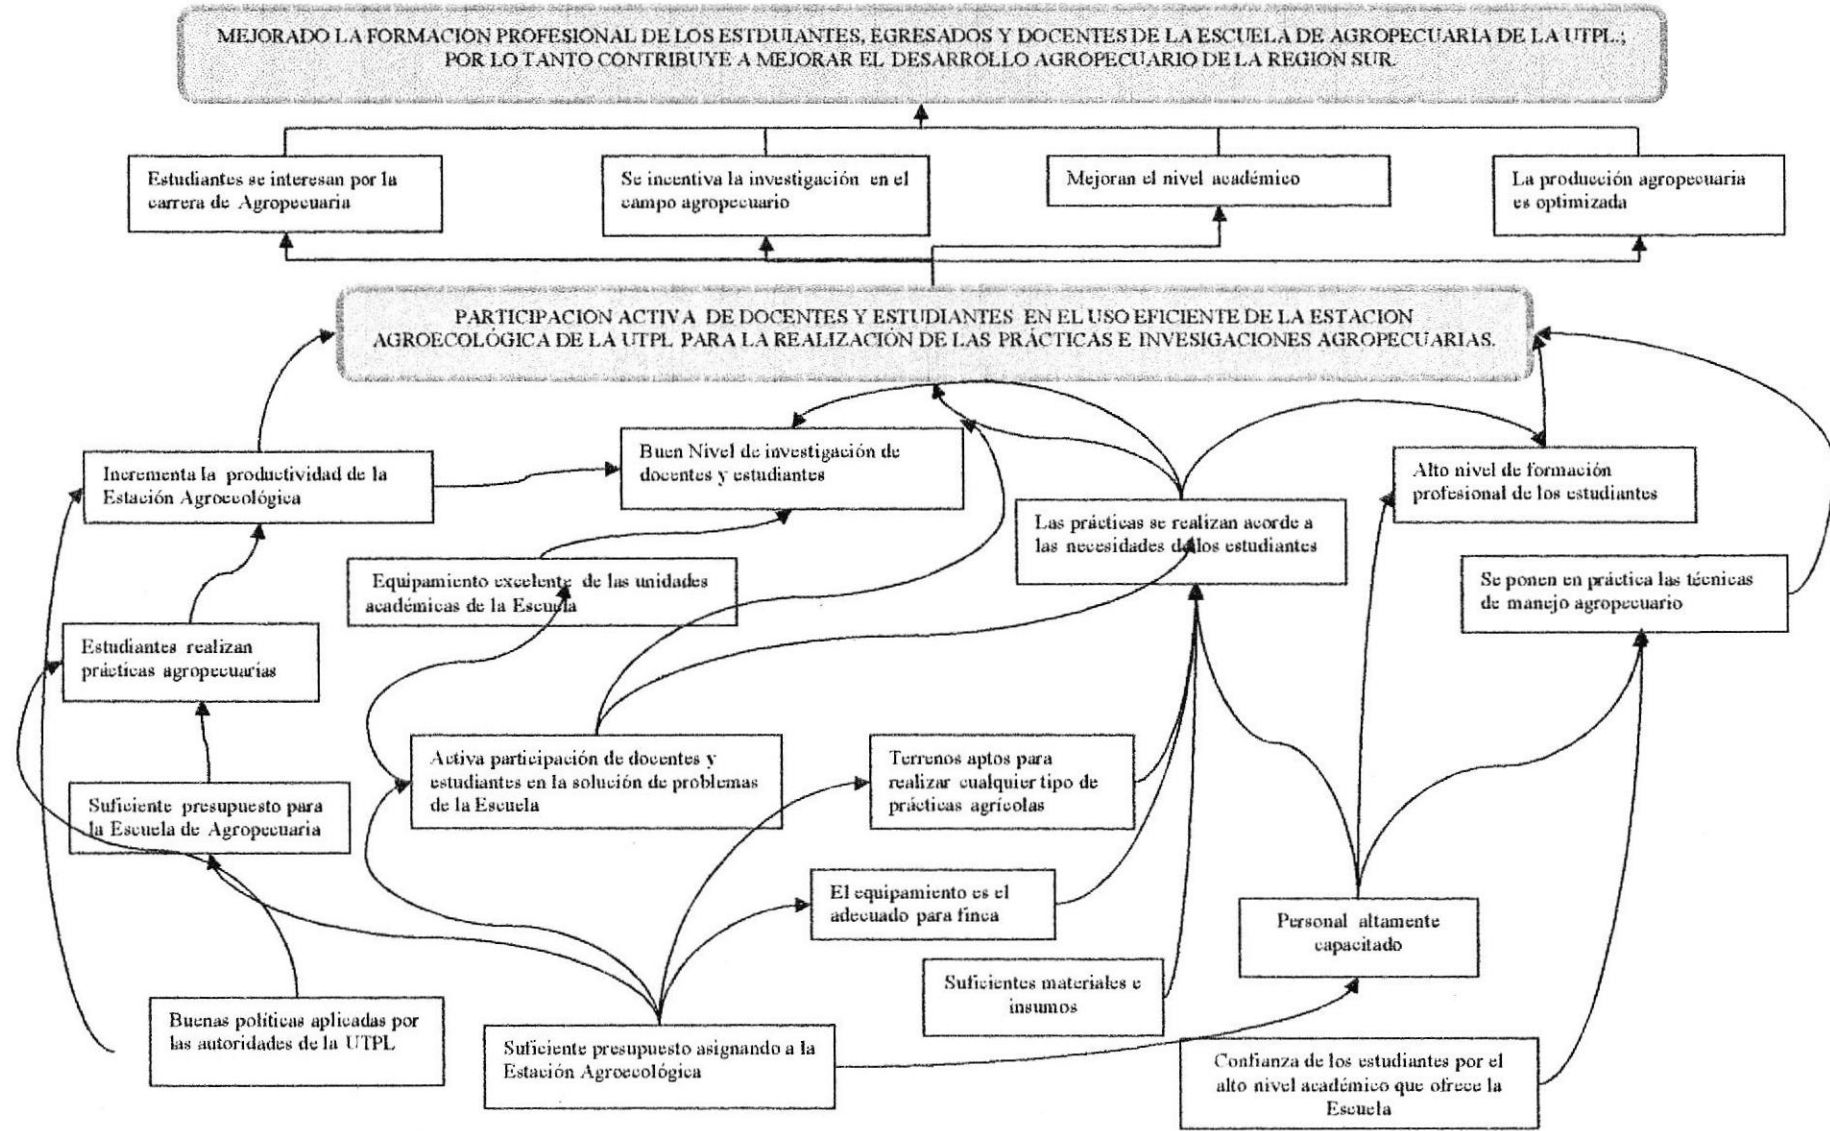 MEJORADO LA FORMACION PROFESIONAL DE LOS ESTDUIANTES, EGRESADOS Y DOCENTES DE LA ESCUELA DE AGROPECUARIA DE LA UTPL.;
POR LO TANTO CONTRIBUYE A MEJORAR EL DESARROLLO AGROPECUARIO DE LA REGION SUR.
Estudiantes se interesan por la
carrera de Agropecuaria
Se incentiva la investigación en el
campo agropecuario
Mejoran el nivel académico
La producción agropecuaria
es optimizada
PARTICIPACION ACTIVA DE DOCENTES Y ESTUDIANTES EN EL USO EFICIENTE DE LA ESTACION
AGROECOLÓGICA DE LA UTPL PARA LA REALIZACIÓN DE LAS PRÁCTICAS E INVESIGACIONES AGROPECUARIAS.
Incrementa la productividad de la
Estación Agroecológica
Buen Nivel de investigación de
docentes y estudiantes
Alto nivel de formación
profesional de los estudiantes
Las prácticas se realizan acorde a
las necesidades de los estudiantes
Equipamiento excelente de las unidades
académicas de la Escuela
Se ponen en práctica las técnicas
de manejo agropecuario
Estudiantes realizan
prácticas agropecuarias
Activa participación de docentes y
estudiantes en la solución de problemas
de la Escuela
Terrenos aptos para
realizar cualquier tipo de
prácticas agrícolas
Suficiente presupuesto para
la Escuela de Agropecuaria
El equipamiento es el
adecuado para finca
Personal altamente
capacitado
Suficientes materiales e
insumos
Buenas políticas aplicadas por
las autoridades de la UTPL
Suficiente presupuesto asignando a la
Estación Agroecológica
Confianza de los estudiantes por el
alto nivel académico que ofrece la
Escuela